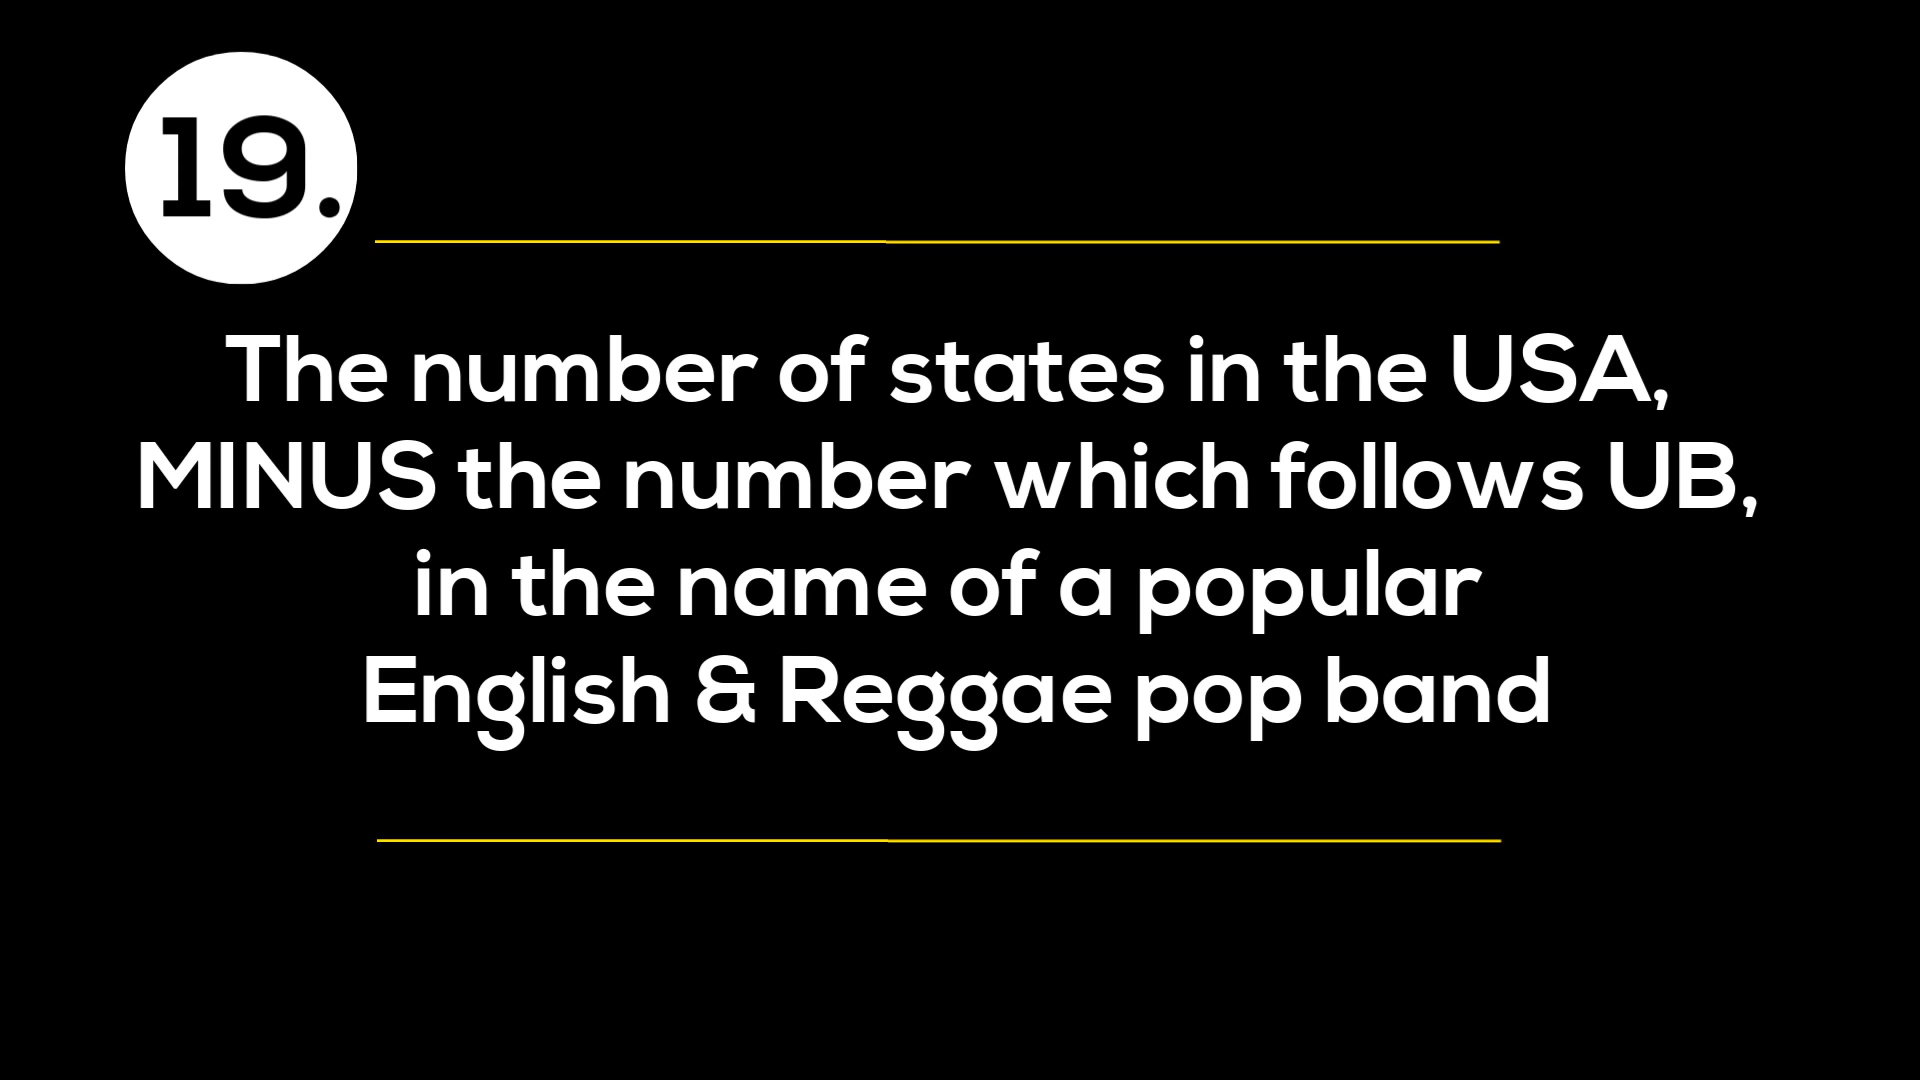 19.
The number of states in the USA,
MINUS the number which follows UB,
in the name of a popular
English & Reggae pop band